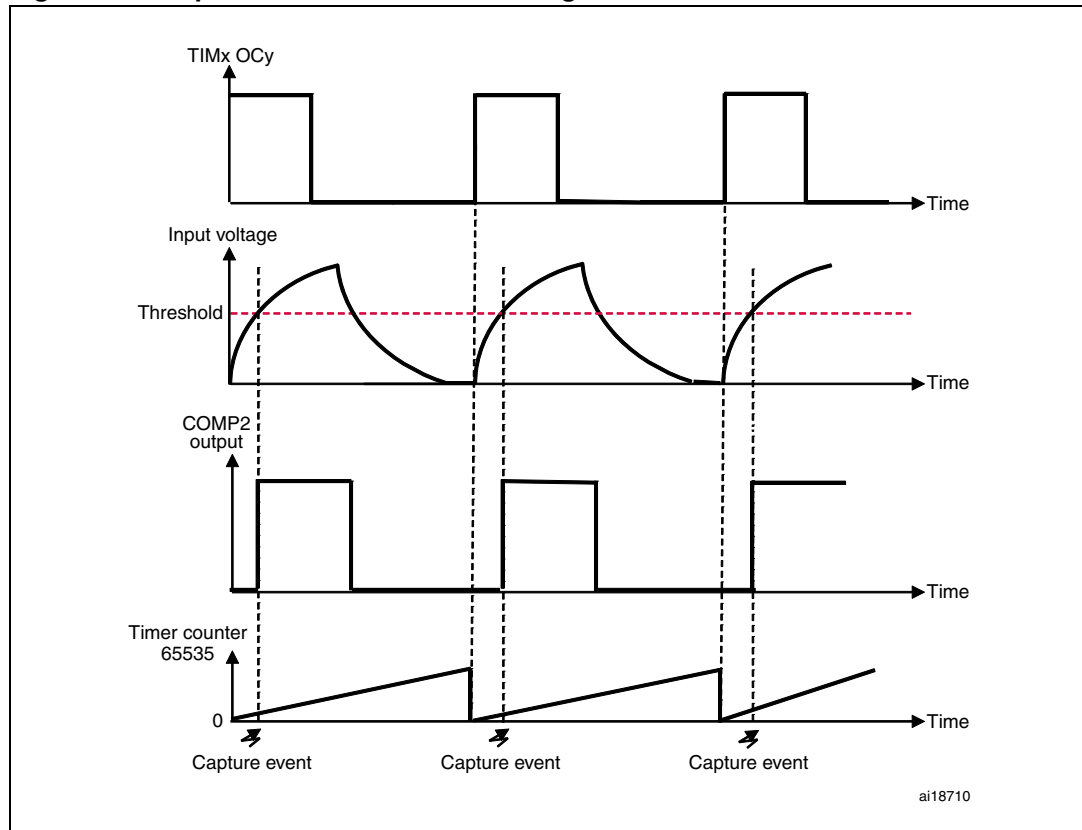 TIMx OCy
Time
Input voltage
Threshold
Time
COMP2
output
Time
Timer counter
65535
0
Time
Capture event
Capture event
Capture event
ai18710